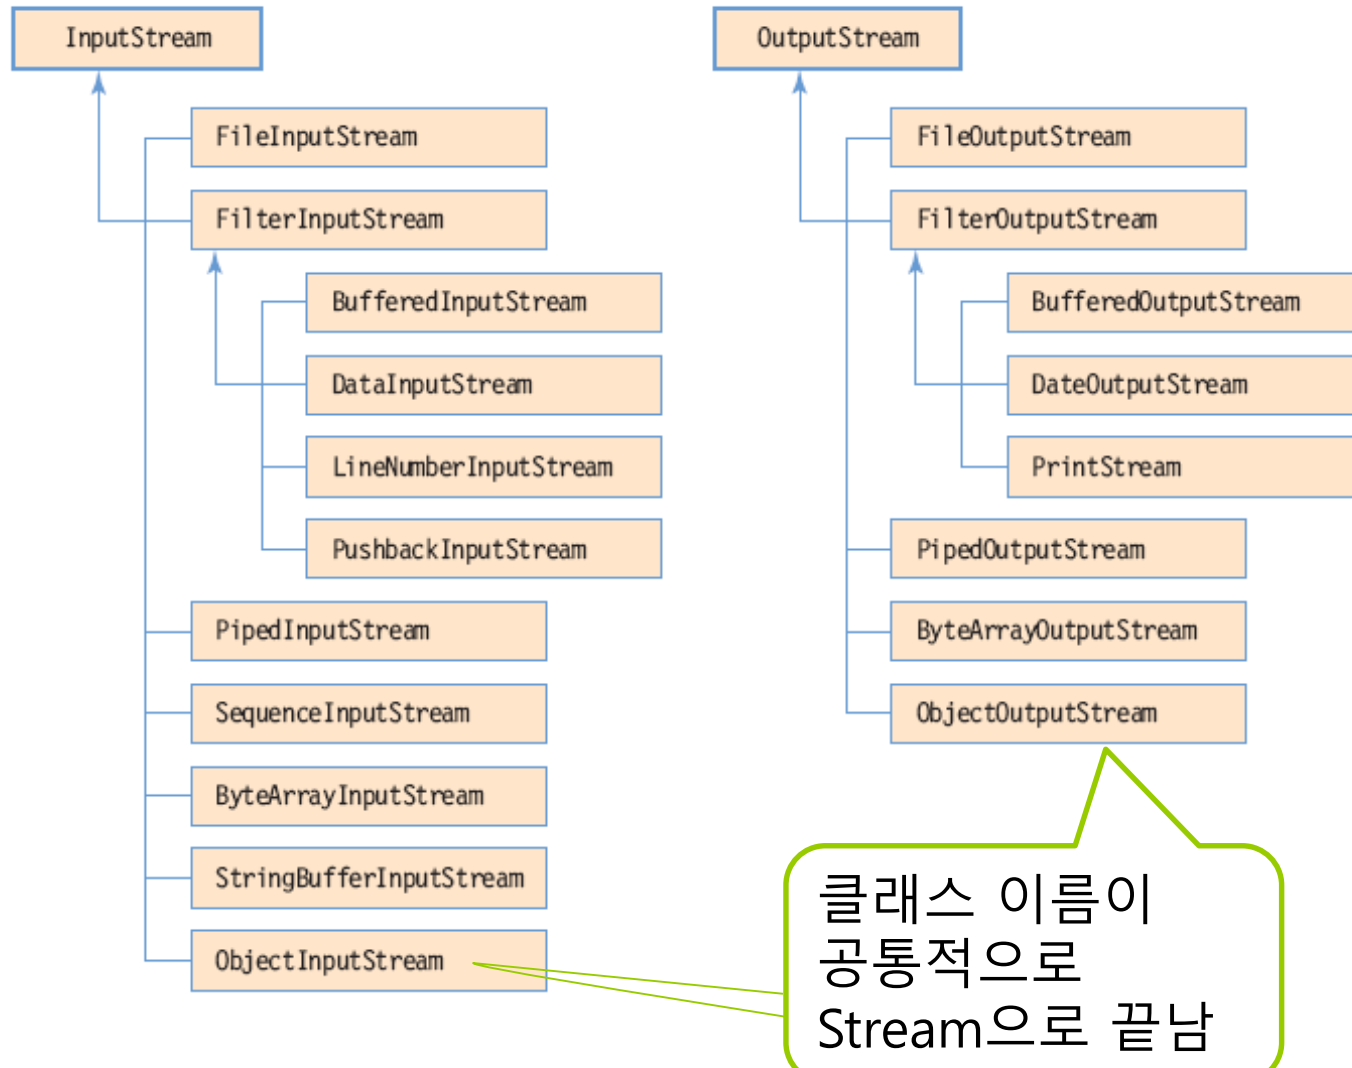 InputStream
FileInputStream
FilterInputStream
BufferedInputStream
DataInputStream
LineNumberInputStream
PushbackInputStream
PipedInputStream
SequenceInputStream
ByteArrayInputStream
StringBufferInputStream
ObjectInputStream
OutputStream
FileOutputStream
FilterOutputStream
BufferedOutputStream
DateOutputStream
PrintStream
PipedOutputStream
ByteArrayOutputStream
ObjectOutputStream
클래스 이름이
공통적으로
Stream으로 끝남